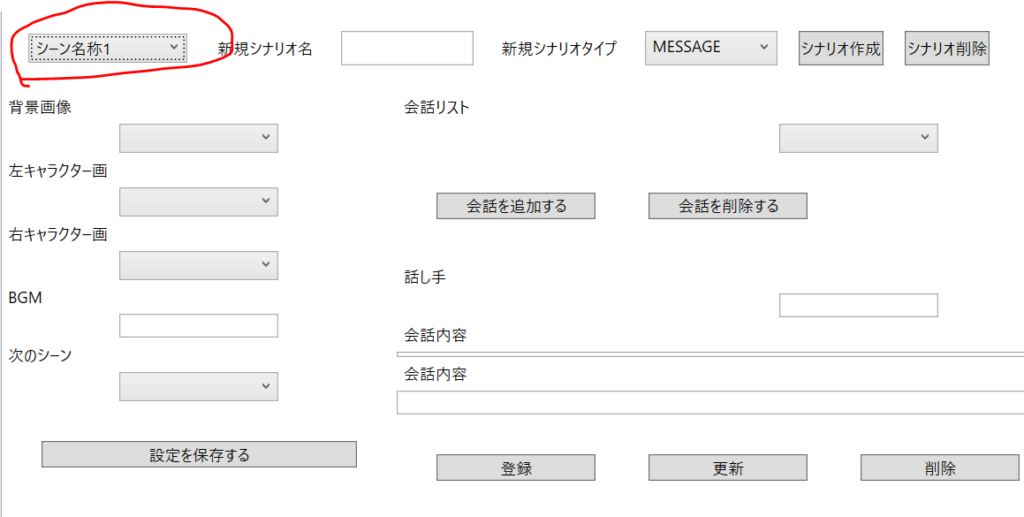 シーン名称1 新規シナリオ名 新規シナリオタイプ MESSAGE シナリオ作成 シナリオ削除
背景画像
左キャラクター画
右キャラクター画
BGM
次のシーン
設定を保存する
会話リスト
会話を追加する 会話を削除する
話し手
会話内容
会話内容
登録 更新 削除